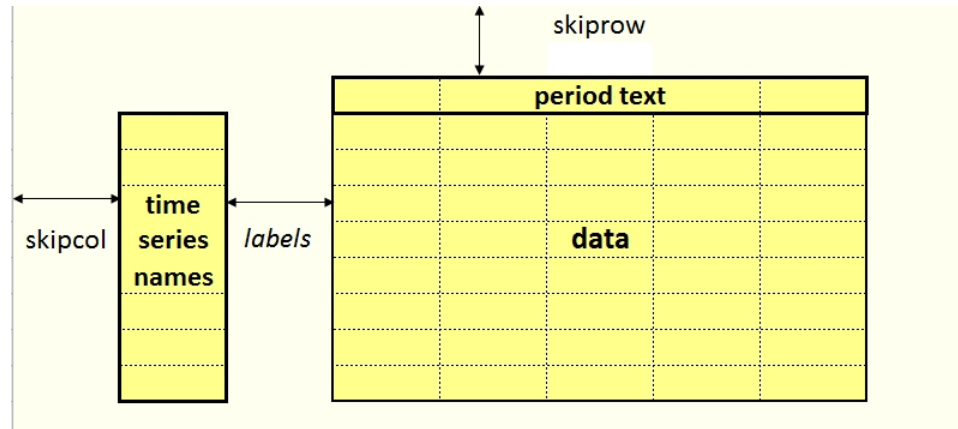 skiprow
period text
time
series
names
skipcol
labels
data